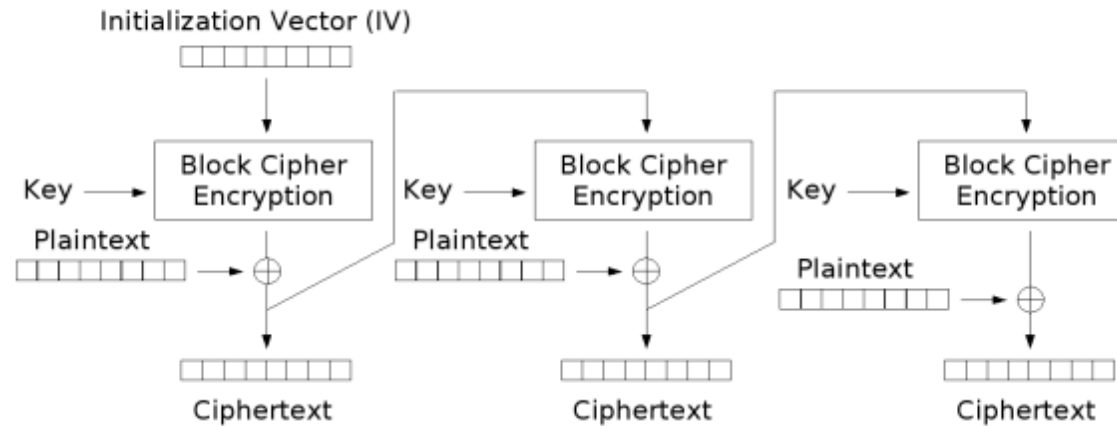 Initialization Vector (IV)
Block Cipher
Encryption
Key
Plaintext
Ciphertext
Block Cipher
Encryption
Key
Plaintext
Ciphertext
Block Cipher
Encryption
Key
Plaintext
Ciphertext